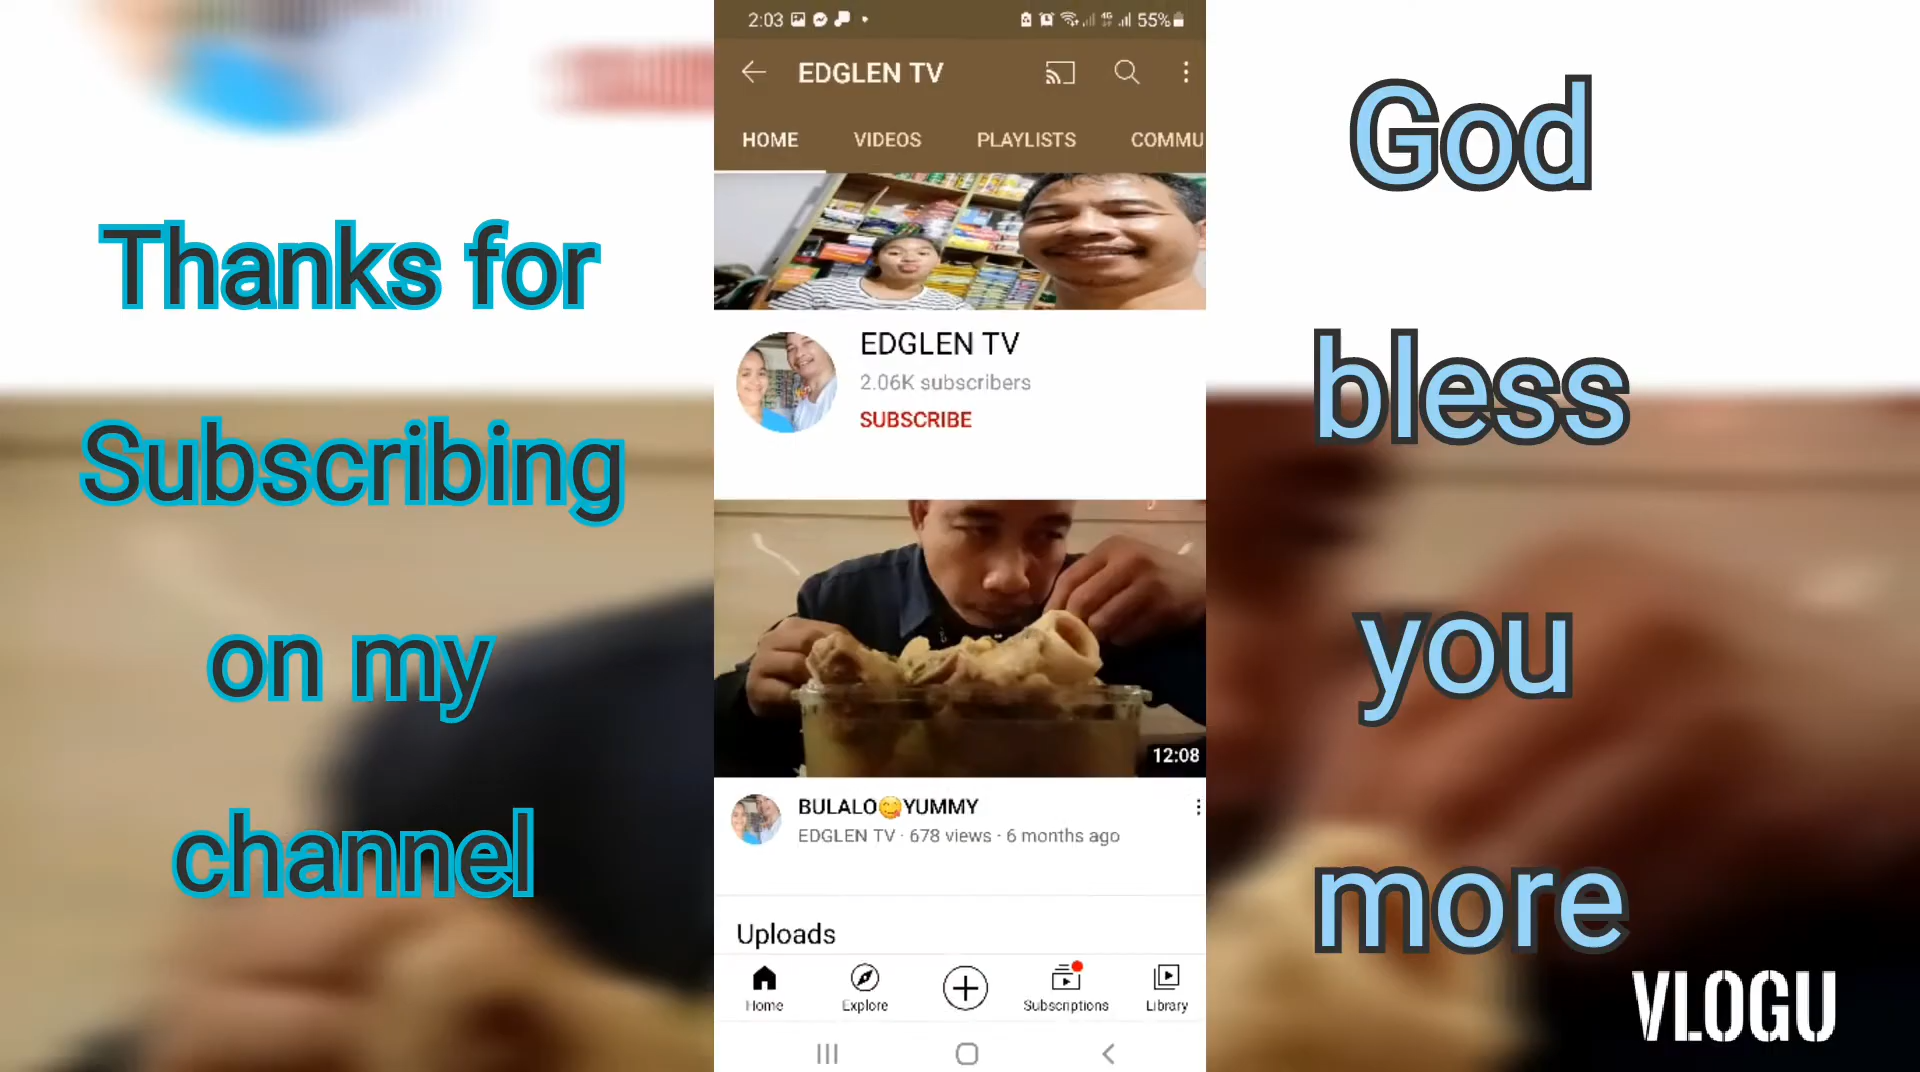 Thanks for
Subscribing
on my
channel
2:03
4G
55%
EDGLEN TV
HOME VIDEOS PLAYLISTS COMMU
EDGLEN TV
2.06K subscribers
SUBSCRIBE
12:08
BULALO😋YUMMY
EDGLEN TV · 678 views · 6 months ago
Uploads
Home Explore Subscriptions Library
God
bless
you
more
VLOGU